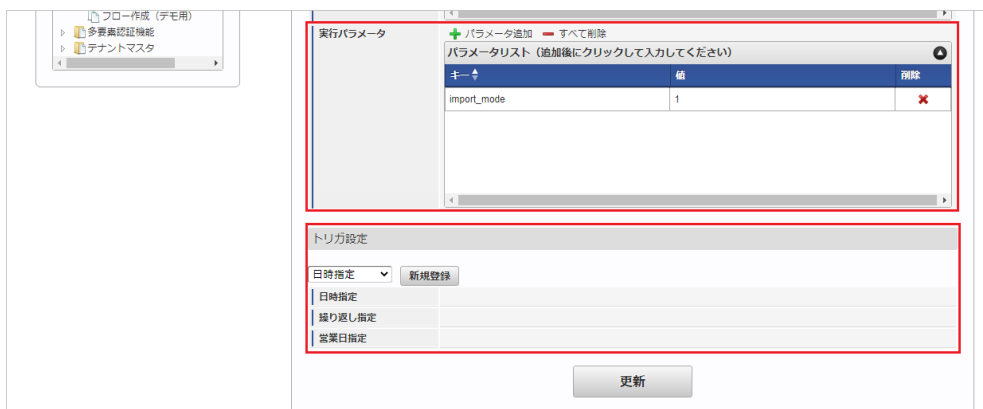 フロー作成（デモ用）
多要素認証機能
テナントマスタ
実行パラメータ
パラメータ追加 すべて削除
パラメータリスト（追加後にクリックして入力してください）
キー 値 削除
import_mode 1
トリガ設定
日時指定 新規登録
日時指定
繰り返し指定
営業日指定
更新